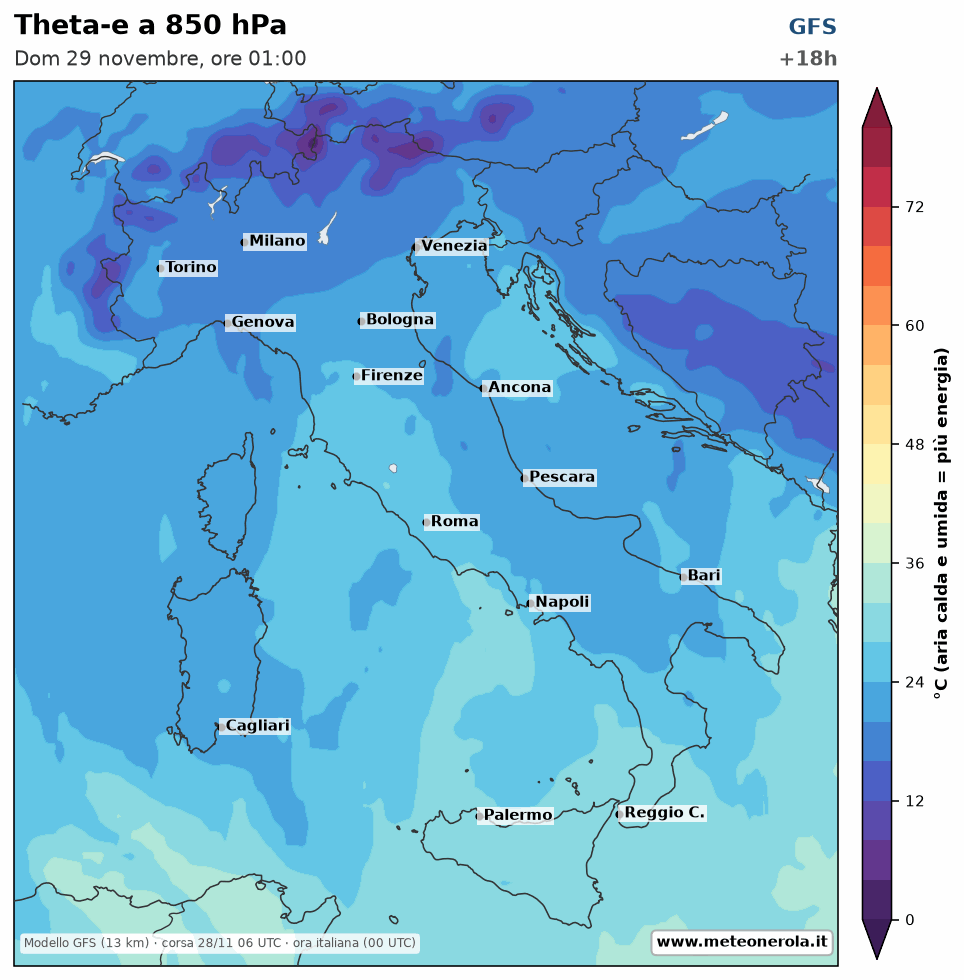 Theta-e a 850 hPa
GFS
Dom 29 novembre, ore 01:00
+18h
Milano
Venezia
Torino
Genova
Bologna
Firenze
Ancona
Pescara
Roma
Bari
Napoli
Cagliari
Palermo
Reggio C.
72
60
48
36
24
12
0
°C (aria calda e umida = più energia)
Modello GFS (13 km) · corsa 28/11 06 UTC · ora italiana (00 UTC)
www.meteonerola.it